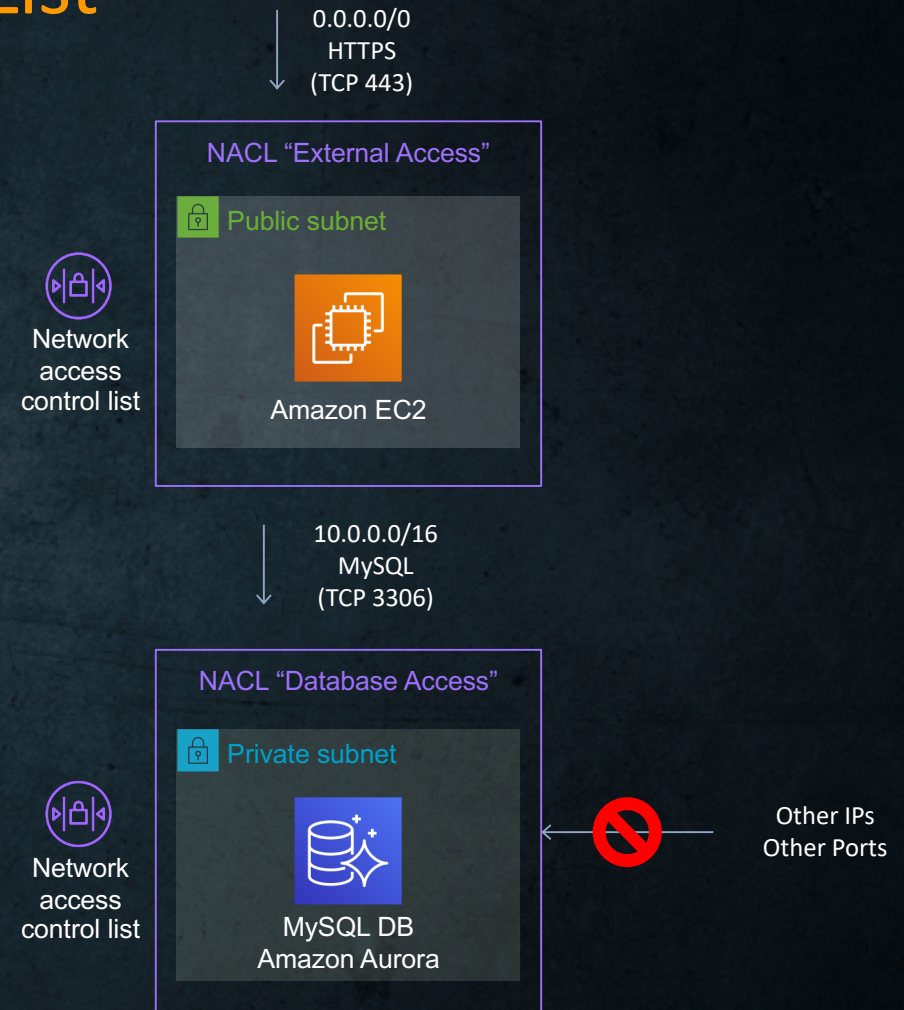 List
0.0.0.0/0
HTTPS
(TCP 443)
NACL “External Access”
Public subnet
Network
access
control list
Amazon EC2
10.0.0.0/16
MySQL
(TCP 3306)
NACL “Database Access”
Private subnet
Other IPs
Other Ports
Network
access
control list
MySQL DB
Amazon Aurora